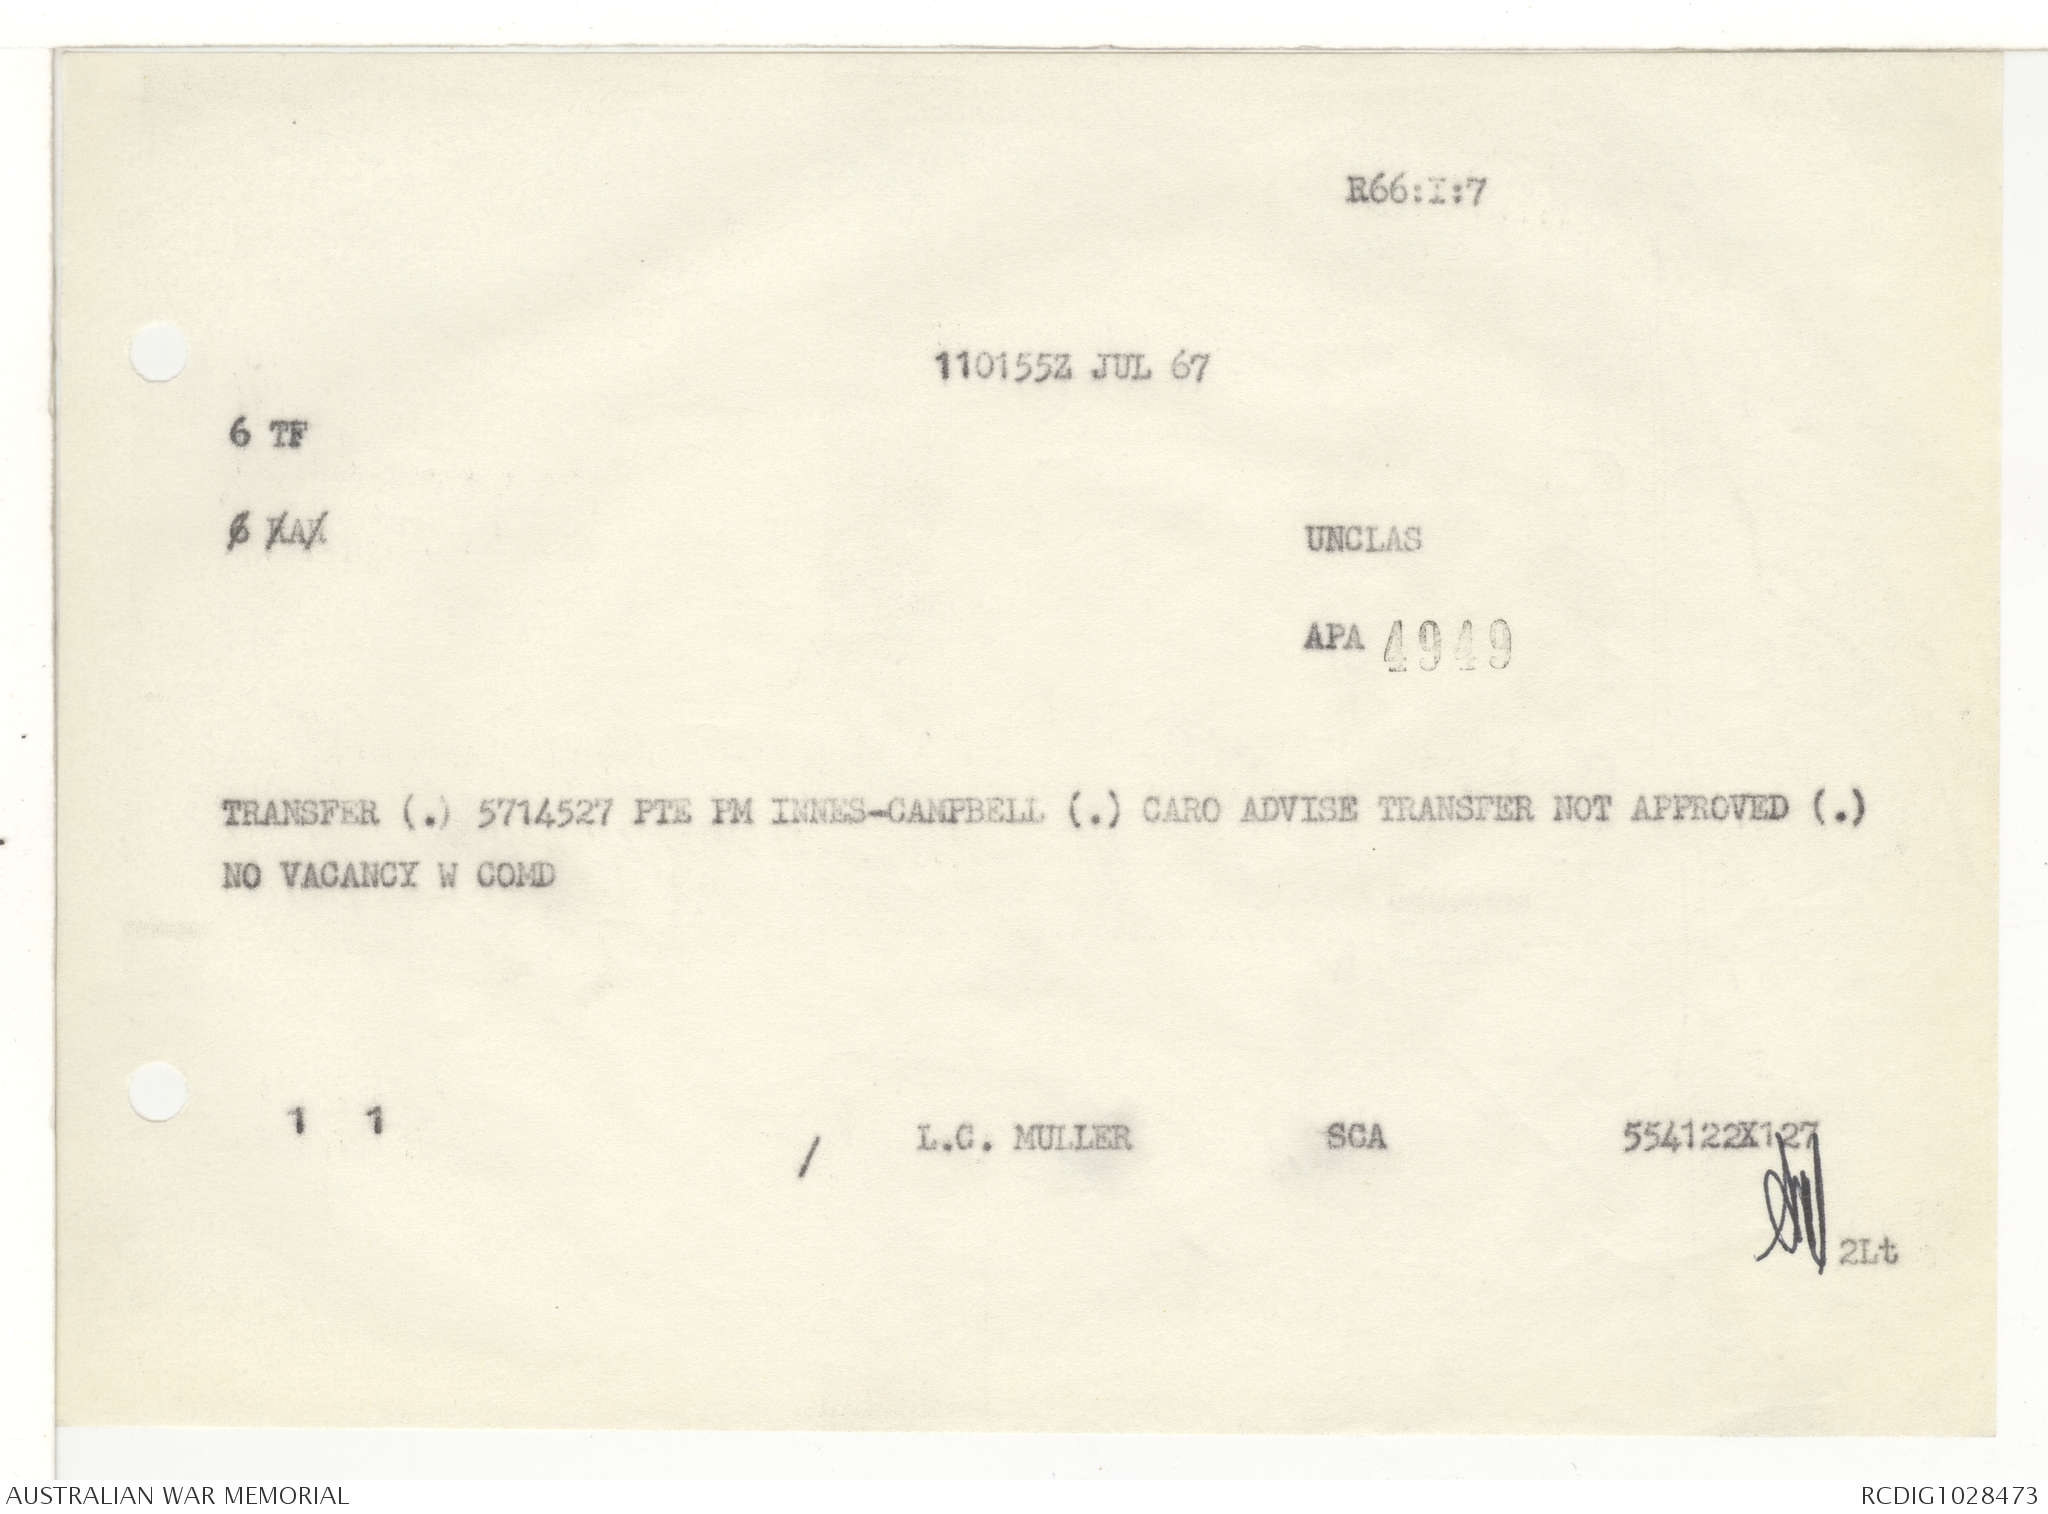 R66:I:7
110155Z JUL 67
6 TF
UNCLAS
APA 4949
TRANSFER (.) 5714527 PTE PM INNES-CAMPBELL (.) CARO ADVISE TRANSFER NOT APPROVED (.)
NO VACANCY W COMD
1 1 / L.C. MULLER SCA 554122X127
2Lt
AUSTRALIAN WAR MEMORIAL RCDIG1028473